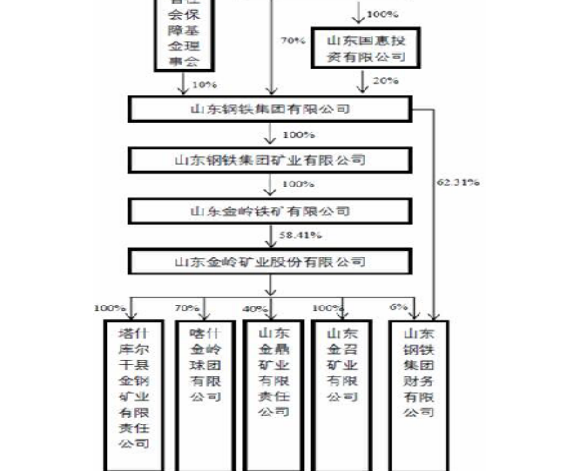 会保
障基
金理
事会
100%
山东国惠投
资有限公司
70%
20%
10%
山东钢铁集团有限公司
100%
山东钢铁集团矿业有限公司
100%
62.31%
山东金岭铁矿有限公司
58.41%
山东金岭矿业股份有限公司
100%
70%
40%
100%
6%
塔什
库尔
干县
金钢
矿业
有限
责任
公司
喀什
金岭
球团
有限
公司
山东
金鼎
矿业
有限
责任
公司
山东
金召
矿业
有限
公司
山东
钢铁
集团
财务
有限
公司